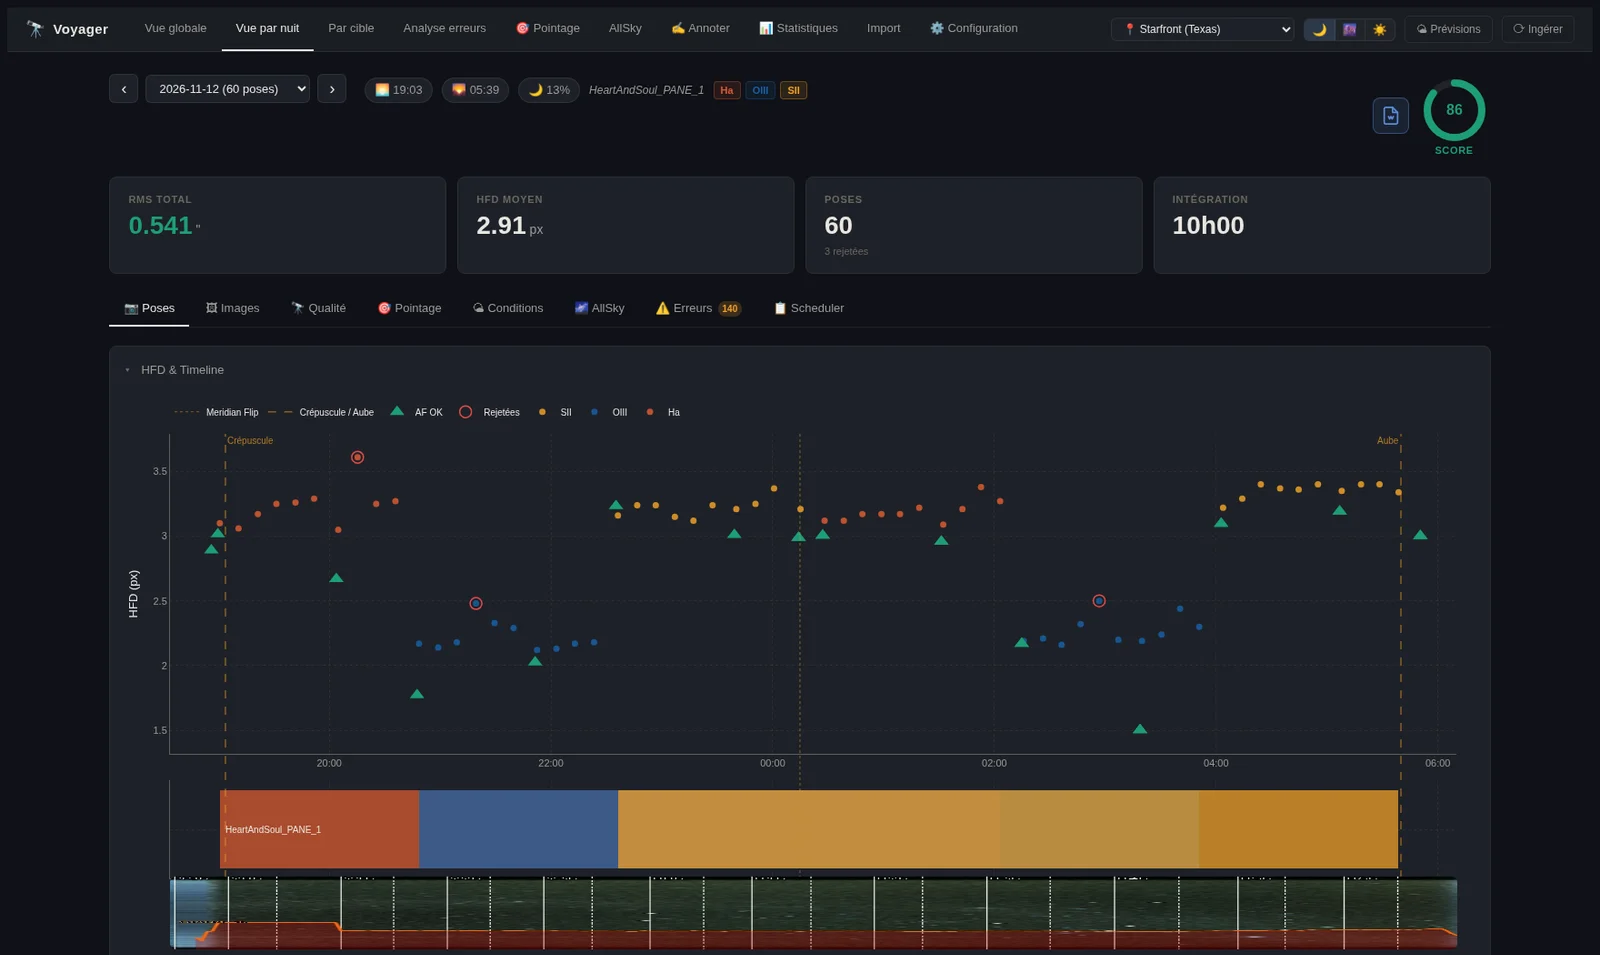 Voyager Vue globale Vue par nuit Par cible Analyse erreurs Pointage AllSky Annoter Statistiques Import Configuration Starfront (Texas) Prévisions Ingérer
‹ 2026-11-12 (60 poses) › 19:03 05:39 13% HeartAndSoul_PANE_1 Ha OIII SII
86
SCORE
RMS TOTAL
0.541 "
HFD MOYEN
2.91 px
POSES
60
3 rejetées
INTÉGRATION
10h00
Poses Images Qualité Pointage Conditions AllSky Erreurs 140 Scheduler
HFD & Timeline
Meridian Flip Crépuscule / Aube AF OK Rejetées SII OIII Ha
Crépuscule Aube
3.5
3
2.5
2
1.5
HFD (px)
20:00 22:00 00:00 02:00 04:00 06:00
HeartAndSoul_PANE_1